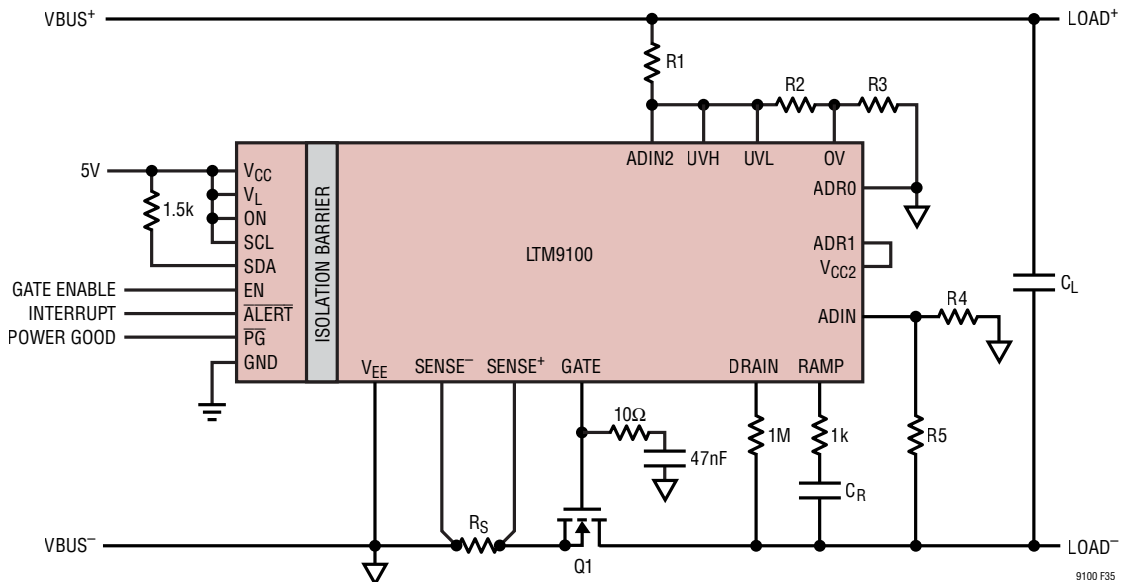 VBUS+
LOAD+
R1
R2
R3
ADIN2
UVH
UVL
OV
5V
1.5k
VCC
VL
ON
SCL
SDA
EN
ALERT
PG
GND
GATE ENABLE
INTERRUPT
POWER GOOD
ISOLATION BARRIER
LTM9100
ADR0
ADR1
VCC2
ADIN
R4
CL
VEE
SENSE–
SENSE+
GATE
DRAIN
RAMP
10Ω
47nF
1M
1k
R5
CR
RS
Q1
VBUS–
LOAD–
9100 F35